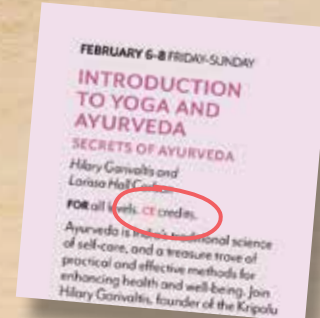 FEBRUARY 6–8 FRIDAY–SUNDAY
INTRODUCTION
TO YOGA AND
AYURVEDA
SECRETS OF AYURVEDA
Hilary Garivaltis and
Larissa Hall Carlson
FOR all levels. CE credits.
Ayurveda is India's traditional science
of self-care, and a treasure trove of
practical and effective methods for
enhancing health and well-being. Join
Hilary Garivaltis, founder of the Kripalu